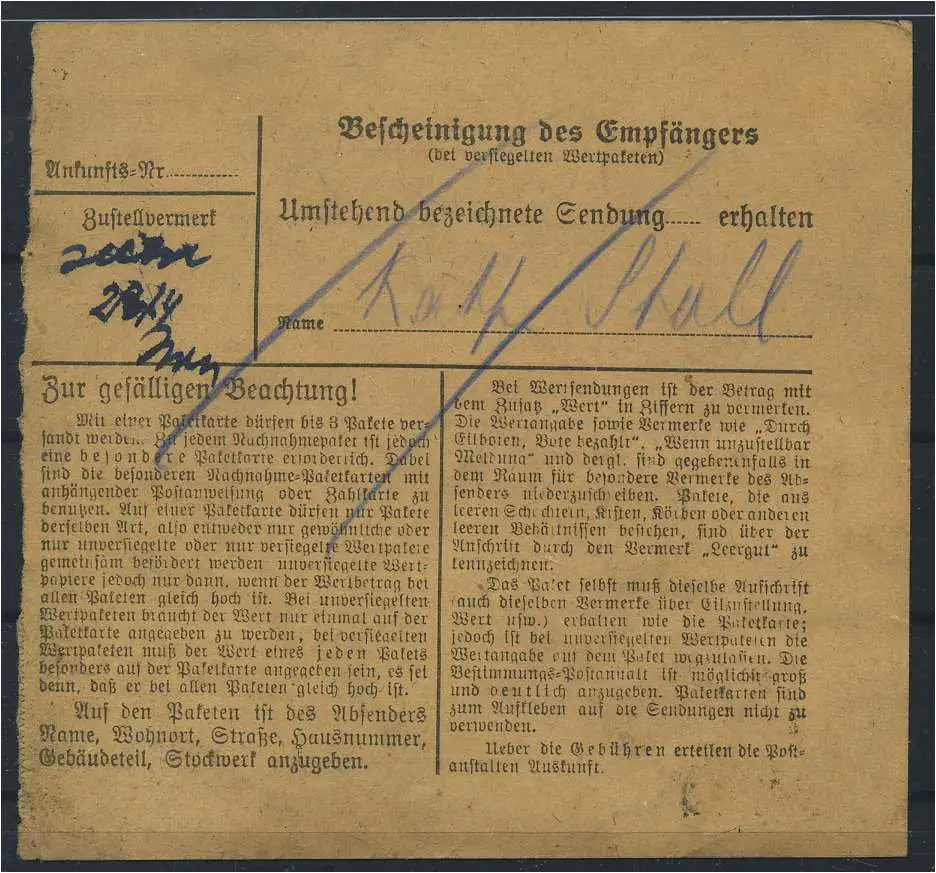 Bescheinigung des Empfängers
(bei versiegelten Wertpaketen)
Ankunfts=Nr.
Zustellvermerk
Umstehend bezeichnete Sendung ..... erhalten
Name
Stall
Zur gefälligen Beachtung!
Mit einer Paketkarte dürfen bis 3 Pakete ver-
sandt werden. Zu jedem Nachnahmepaket ist jedoch
eine besondere Paketkarte erforderlich. Dabei
sind die besonderen Nachnahme-Paketkarten mit
anhängender Postanweisung oder Zahlkarte zu
benutzen. Auf einer Paketkarte dürfen nur Pakete
derselben Art, also entweder nur gewöhnliche oder
nur unversiegelte oder nur versiegelte Wertpakete
gemeinsam befördert werden unversiegelte Wert-
papiere jedoch nur dann, wenn der Wertbetrag bei
allen Paketen gleich hoch ist. Bei unversiegelten
Wertpaketen braucht der Wert nur einmal auf der
Paketkarte angegeben zu werden, bei versiegelten
Wertpaketen muß der Wert eines jeden Pakets
besonders auf der Paketkarte angegeben sein, es sei
denn, daß er bei allen Paketen gleich hoch ist.
Auf den Paketen ist des Absenders
Name, Wohnort, Straße, Hausnummer,
Gebäudeteil, Stockwerk anzugeben.
Bei Wertsendungen ist der Betrag mit
dem Zusatz „Wert" in Ziffern zu vermerken.
Die Wertangabe sowie Vermerke wie „Durch
Eilboten, Bote bezahlt". „Wenn unzustellbar
Meldung" und dergl. sind gegebenenfalls in
dem Raum für besondere Vermerke des Ab-
senders niederzuschreiben. Pakete, die aus
leeren Schachteln, Kisten, Körben oder anderen
leeren Behältnissen bestehen, sind über der
Anschrift durch den Vermerk „Leergut" zu
kennzeichnen.
Das Paket selbst muß dieselbe Aufschrift
(auch dieselben Vermerke über Eilzustellung,
Wert usw.) erhalten wie die Paketkarte;
jedoch ist bei unversiegelten Wertpaketen die
Wertangabe auf dem Paket wegzulassen. Die
Bestimmungs=Postanstalt ist möglichst groß
und deutlich anzugeben. Paketkarten sind
zum Aufkleben auf die Sendungen nicht zu
verwenden.
Ueber die Gebühren erteilen die Post-
anstalten Auskunft.